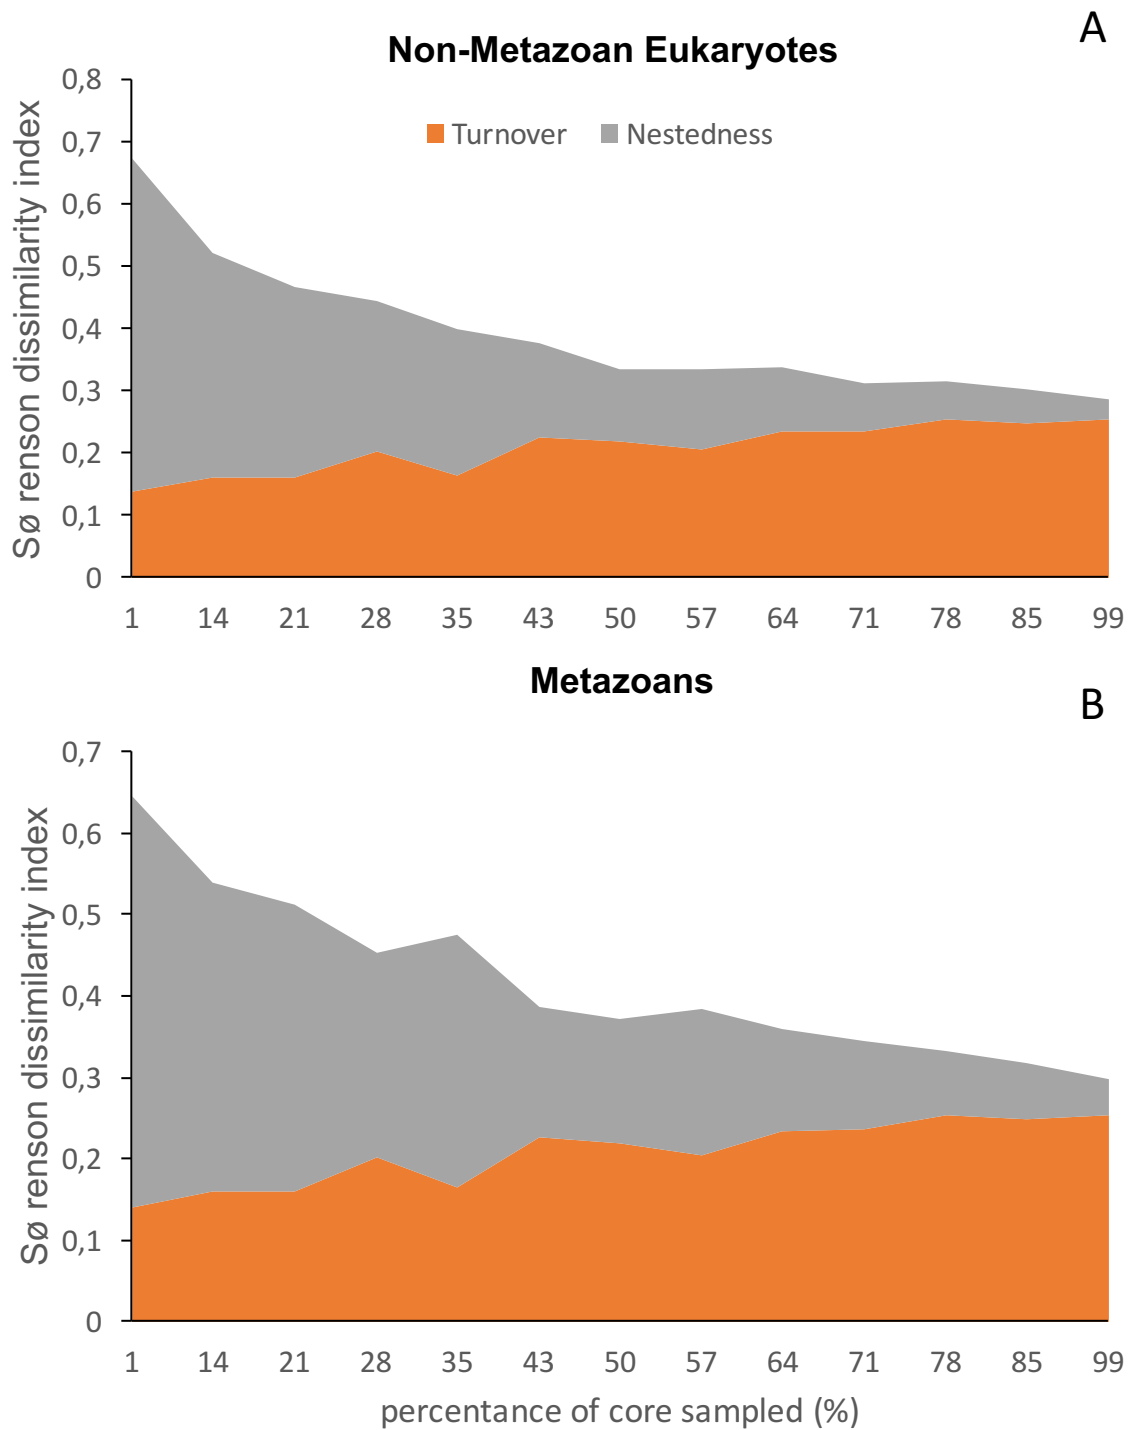 A
Non-Metazoan Eukaryotes
Turnover Nestedness
Sø renson dissimilarity index
0,8
0,7
0,6
0,5
0,4
0,3
0,2
0,1
0
1 14 21 28 35 43 50 57 64 71 78 85 99
Metazoans
B
Sø renson dissimilarity index
0,7
0,6
0,5
0,4
0,3
0,2
0,1
0
1 14 21 28 35 43 50 57 64 71 78 85 99
percentance of core sampled (%)